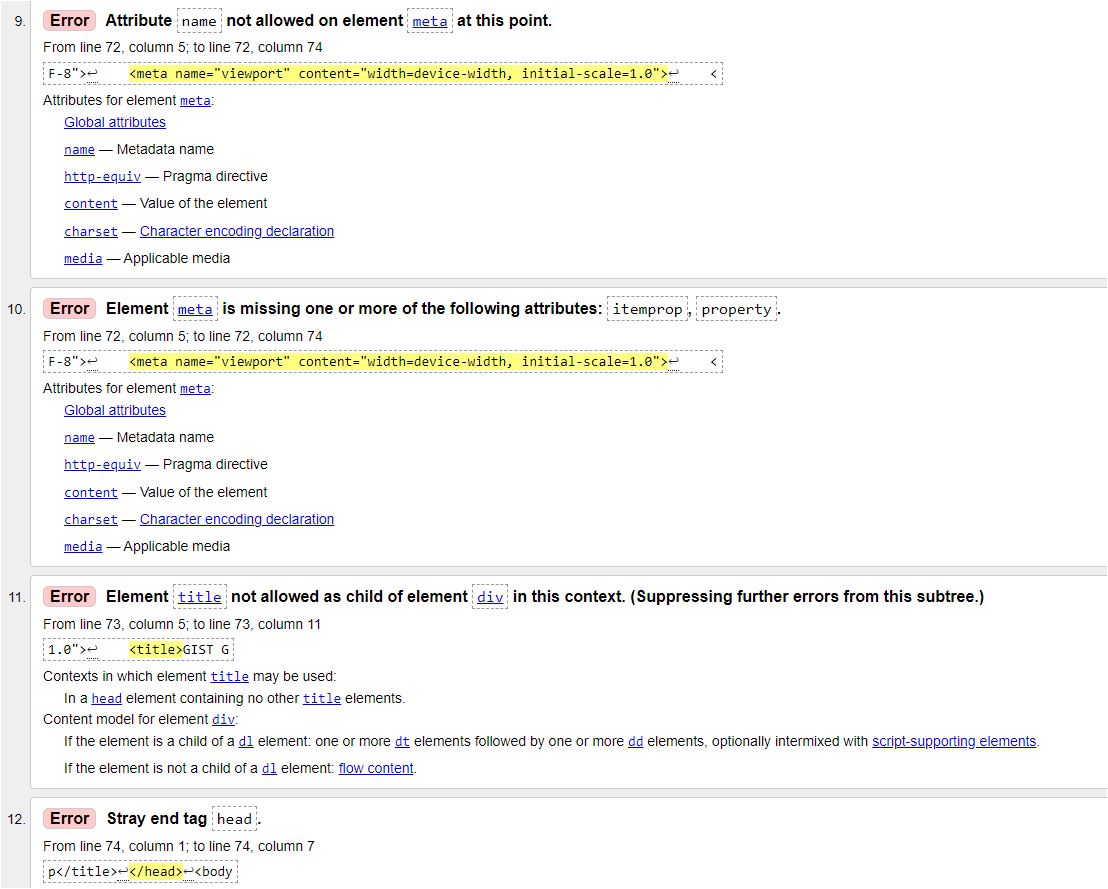 9. Error Attribute name not allowed on element meta at this point.
From line 72, column 5; to line 72, column 74
F-8">↩    <meta name="viewport" content="width=device-width, initial-scale=1.0">↩    <
Attributes for element meta:
Global attributes
name — Metadata name
http-equiv — Pragma directive
content — Value of the element
charset — Character encoding declaration
media — Applicable media
10. Error Element meta is missing one or more of the following attributes: itemprop, property.
From line 72, column 5; to line 72, column 74
F-8">↩    <meta name="viewport" content="width=device-width, initial-scale=1.0">↩    <
Attributes for element meta:
Global attributes
name — Metadata name
http-equiv — Pragma directive
content — Value of the element
charset — Character encoding declaration
media — Applicable media
11. Error Element title not allowed as child of element div in this context. (Suppressing further errors from this subtree.)
From line 73, column 5; to line 73, column 11
1.0">↩    <title>GIST G
Contexts in which element title may be used:
In a head element containing no other title elements.
Content model for element div:
If the element is a child of a dl element: one or more dt elements followed by one or more dd elements, optionally intermixed with script-supporting elements.
If the element is not a child of a dl element: flow content.
12. Error Stray end tag head.
From line 74, column 1; to line 74, column 7
p</title>↩</head>↩<body